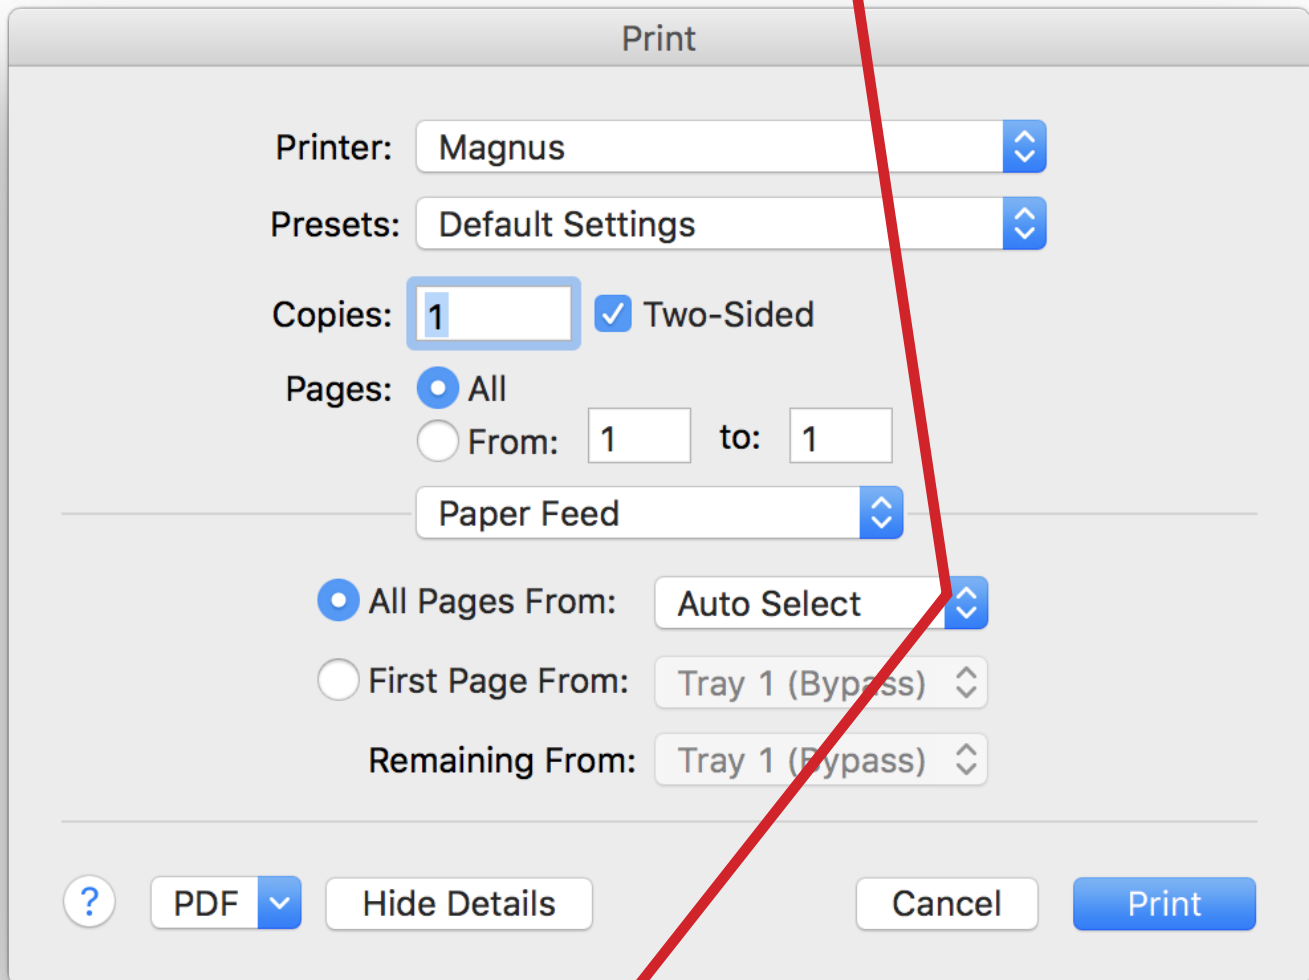 Print
Printer: Magnus
Presets: Default Settings
Copies: 1 Two-Sided
Pages: All
From: 1 to: 1
Paper Feed
All Pages From: Auto Select
First Page From: Tray 1 (Bypass)
Remaining From: Tray 1 (Bypass)
? PDF Hide Details Cancel Print